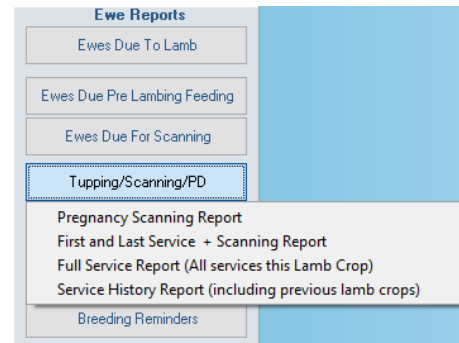 Ewe Reports
Ewes Due To Lamb
Ewes Due Pre Lambing Feeding
Ewes Due For Scanning
Tupping/Scanning/PD
Pregnancy Scanning Report
First and Last Service + Scanning Report
Full Service Report (All services this Lamb Crop)
Service History Report (including previous lamb crops)
Breeding Reminders